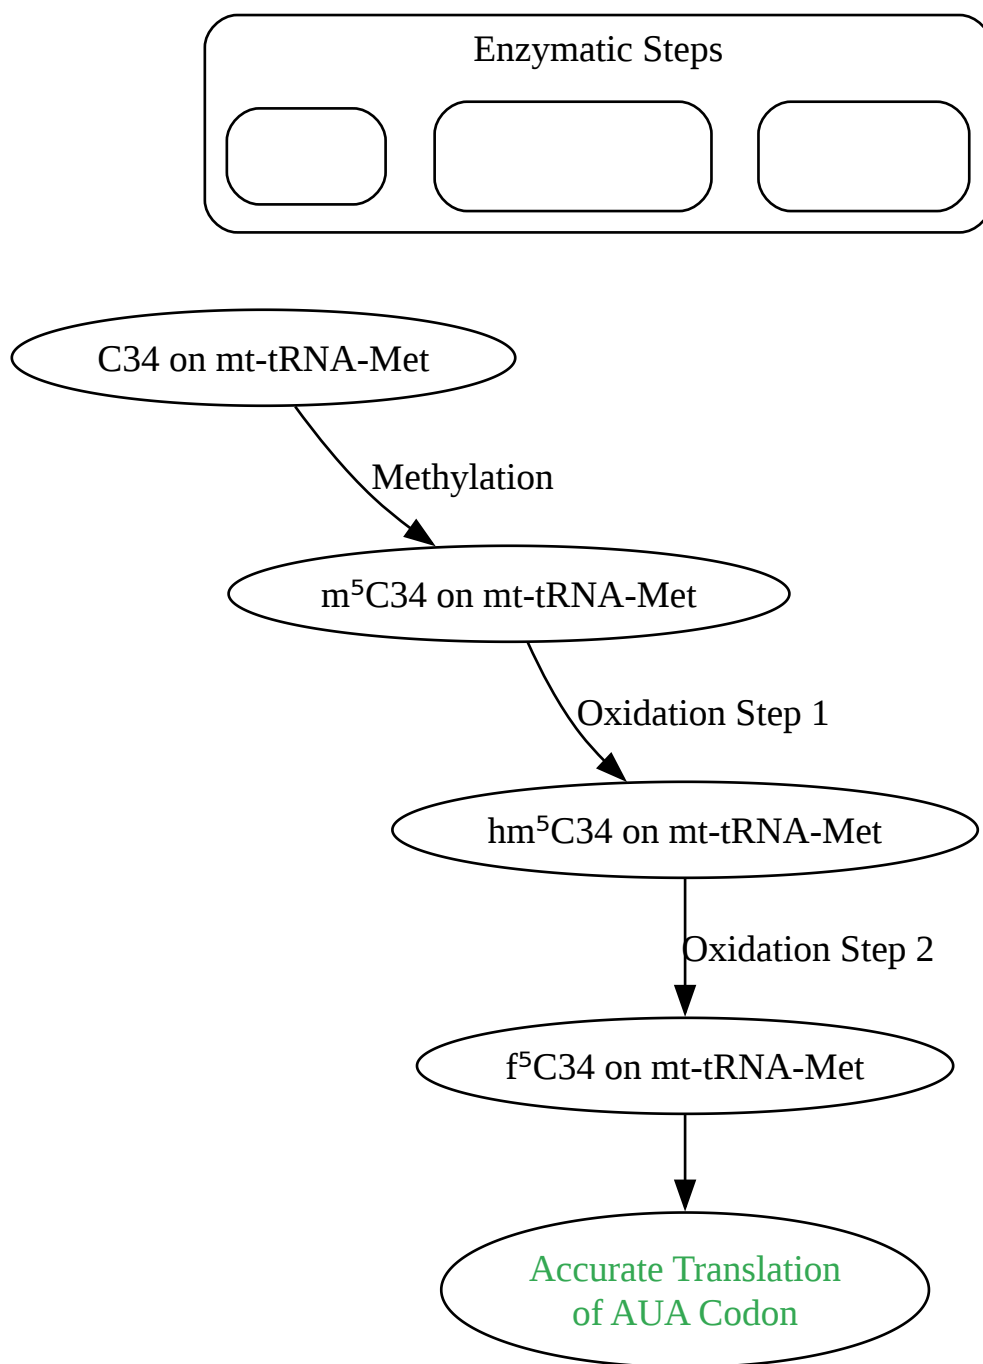 Enzymatic Steps
C34 on mt-tRNA-Met
Methylation
m⁵C34 on mt-tRNA-Met
Oxidation Step 1
hm⁵C34 on mt-tRNA-Met
Oxidation Step 2
f⁵C34 on mt-tRNA-Met
Accurate Translation
of AUA Codon